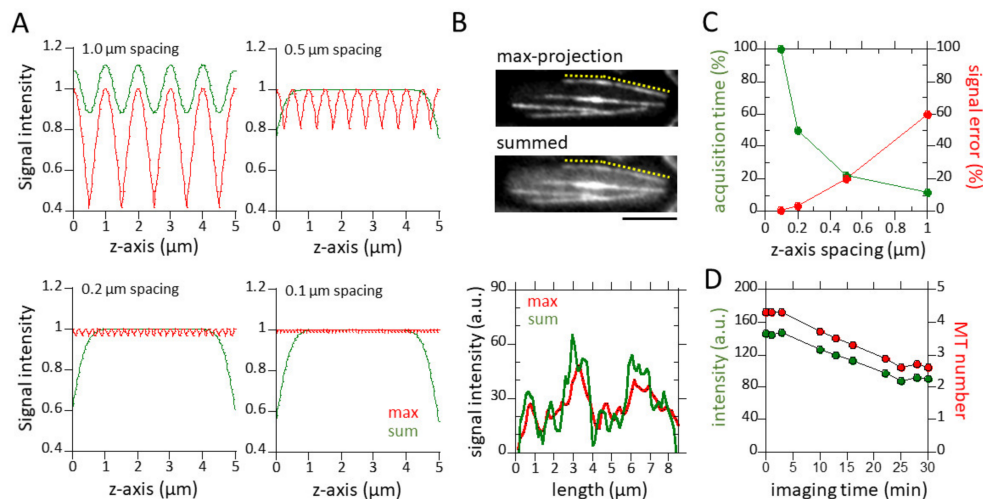 A
1.0 µm spacing
1.2
1
0.8
0.6
0.4
Signal intensity
0 1 2 3 4 5
z-axis (µm)
0.5 µm spacing
1.2
1
0.8
0.6
0.4
0 1 2 3 4 5
z-axis (µm)
0.2 µm spacing
1.2
1
0.8
0.6
0.4
Signal intensity
0 1 2 3 4 5
z-axis (µm)
0.1 µm spacing
1.2
1
0.8
0.6
0.4
max
sum
0 1 2 3 4 5
z-axis (µm)
B
max-projection
summed
max
sum
90
60
30
0
signal intensity (a.u.)
0 1 2 3 4 5 6 7 8
length (µm)
C
100
80
60
40
20
0
acquisition time (%)
100
80
60
40
20
0
signal error (%)
0 0.2 0.4 0.6 0.8 1
z-axis spacing (µm)
D
200
160
120
80
40
0
intensity (a.u.)
5
4
3
2
1
0
MT number
0 5 10 15 20 25 30
imaging time (min)